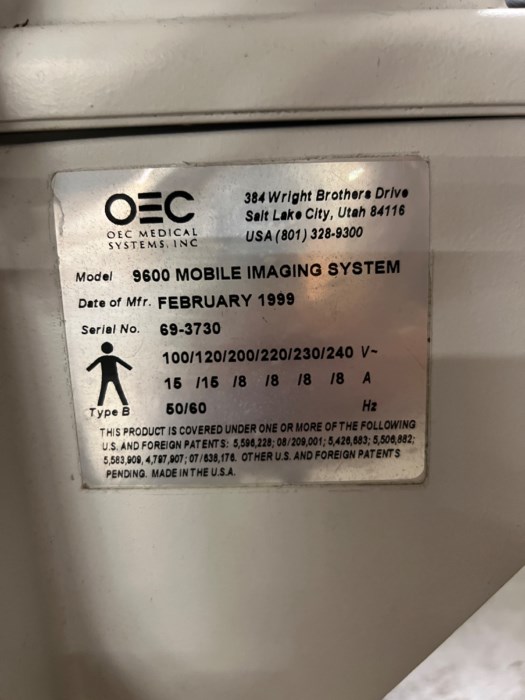 OEC
OEC MEDICAL
SYSTEMS, INC
384 Wright Brothers Drive
Salt Lake City, Utah 84116
USA (801) 328-9300
Model 9600 MOBILE IMAGING SYSTEM
Date of Mfr. FEBRUARY 1999
Serial No. 69-3730
100/120/200/220/230/240 V~
15 /15 /8 /8 /8 /8 A
Type B 50/60 Hz
THIS PRODUCT IS COVERED UNDER ONE OR MORE OF THE FOLLOWING
U.S. AND FOREIGN PATENTS: 5,596,228; 08/209,001; 5,426,683; 5,506,882;
5,583,909, 4,797,907; 07/638,176. OTHER U.S. AND FOREIGN PATENTS
PENDING. MADE IN THE U.S.A.